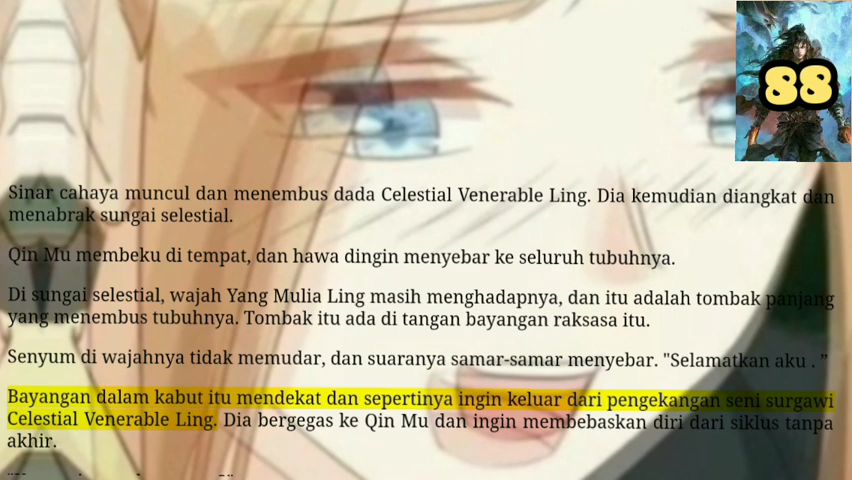 88
Sinar cahaya muncul dan menembus dada Celestial Venerable Ling. Dia kemudian diangkat dan
menabrak sungai selestial.
Qin Mu membeku di tempat, dan hawa dingin menyebar ke seluruh tubuhnya.
Di sungai selestial, wajah Yang Mulia Ling masih menghadapnya, dan itu adalah tombak panjang
yang menembus tubuhnya. Tombak itu ada di tangan bayangan raksasa itu.
Senyum di wajahnya tidak memudar, dan suaranya samar-samar menyebar. "Selamatkan aku . ”
Bayangan dalam kabut itu mendekat dan sepertinya ingin keluar dari pengekangan seni surgawi
Celestial Venerable Ling. Dia bergegas ke Qin Mu dan ingin membebaskan diri dari siklus tanpa
akhir.